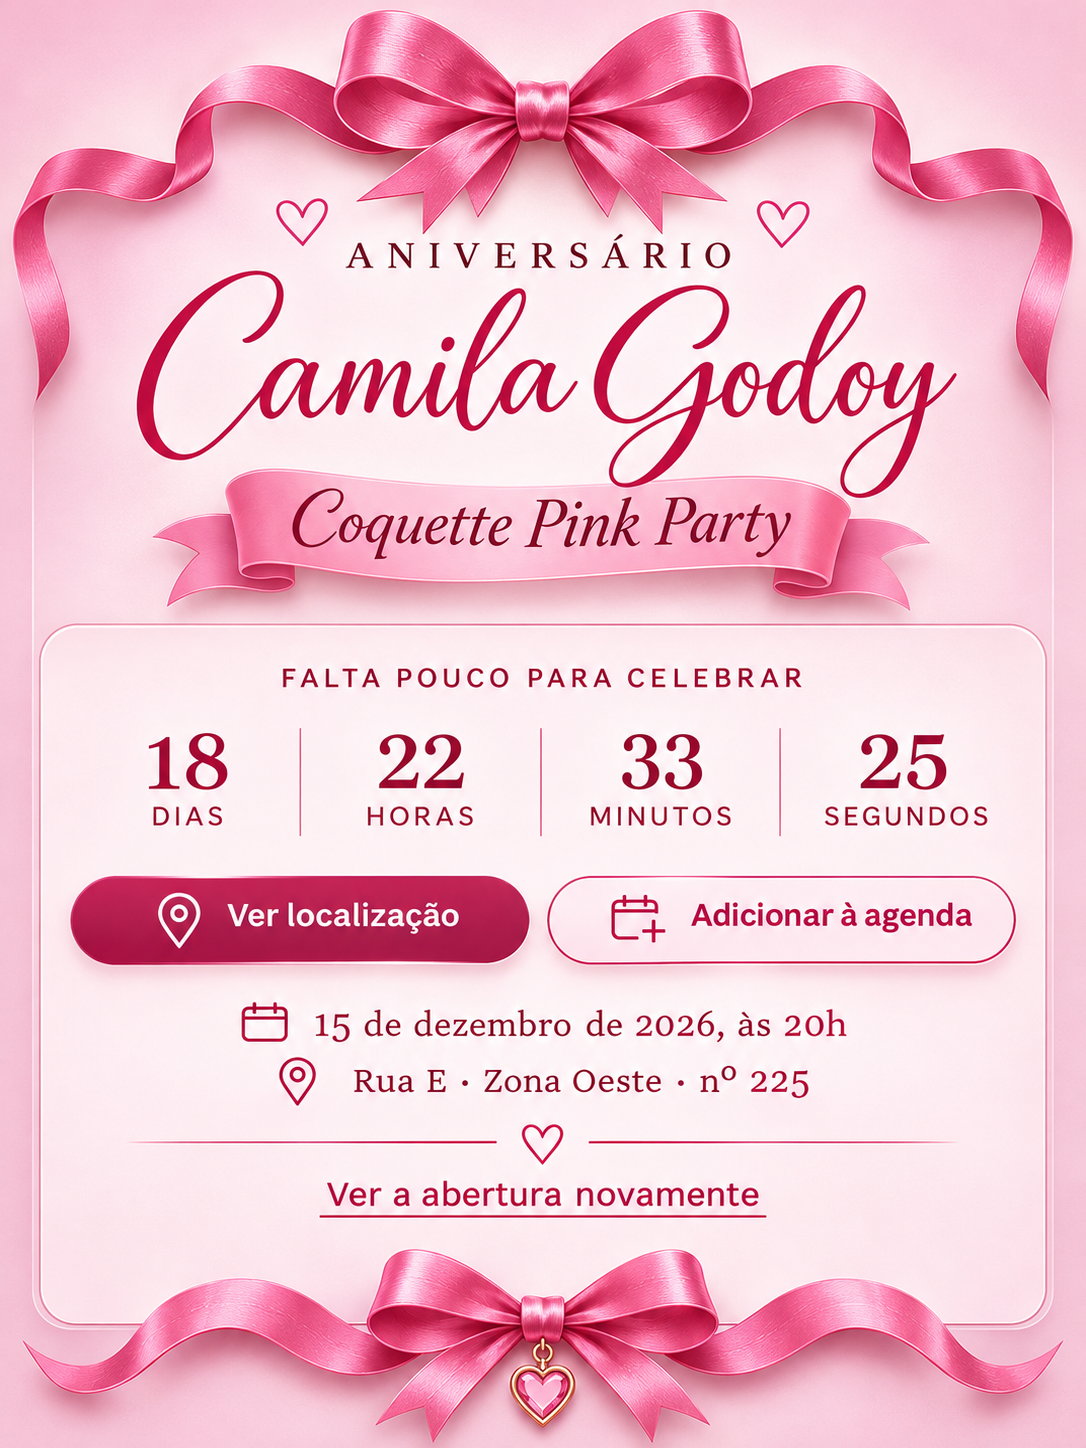 ANIVERSÁRIO
Camila Godoy
Coquette Pink Party
FALTA POUCO PARA CELEBRAR
18 22 33 25
DIAS HORAS MINUTOS SEGUNDOS
Ver localização Adicionar à agenda
15 de dezembro de 2026, às 20h
Rua E · Zona Oeste · nº 225
Ver a abertura novamente